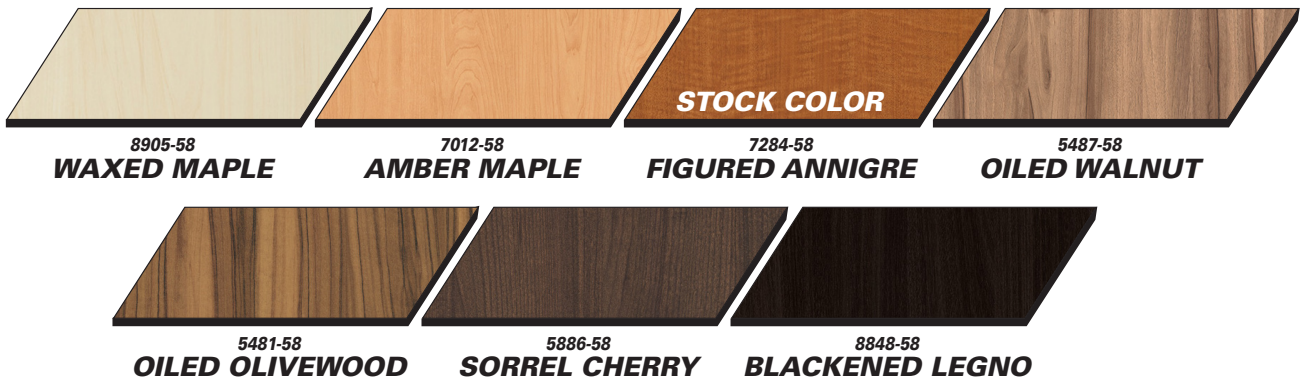 STOCK COLOR
8905-58
WAXED MAPLE
7012-58
AMBER MAPLE
7284-58
FIGURED ANNIGRE
5487-58
OILED WALNUT
5481-58
OILED OLIVEWOOD
5886-58
SORREL CHERRY
8848-58
BLACKENED LEGNO